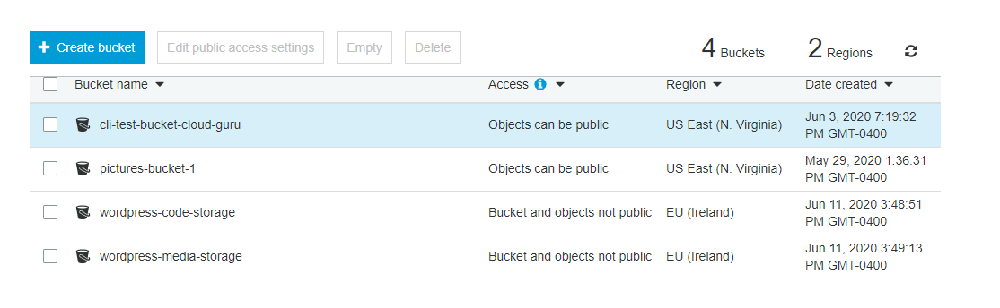 + Create bucket Edit public access settings Empty Delete 4 Buckets 2 Regions
Bucket name Access Region Date created
cli-test-bucket-cloud-guru Objects can be public US East (N. Virginia) Jun 3, 2020 7:19:32
PM GMT-0400
pictures-bucket-1 Objects can be public US East (N. Virginia) May 29, 2020 1:36:31
PM GMT-0400
wordpress-code-storage Bucket and objects not public EU (Ireland) Jun 11, 2020 3:48:51
PM GMT-0400
wordpress-media-storage Bucket and objects not public EU (Ireland) Jun 11, 2020 3:49:13
PM GMT-0400